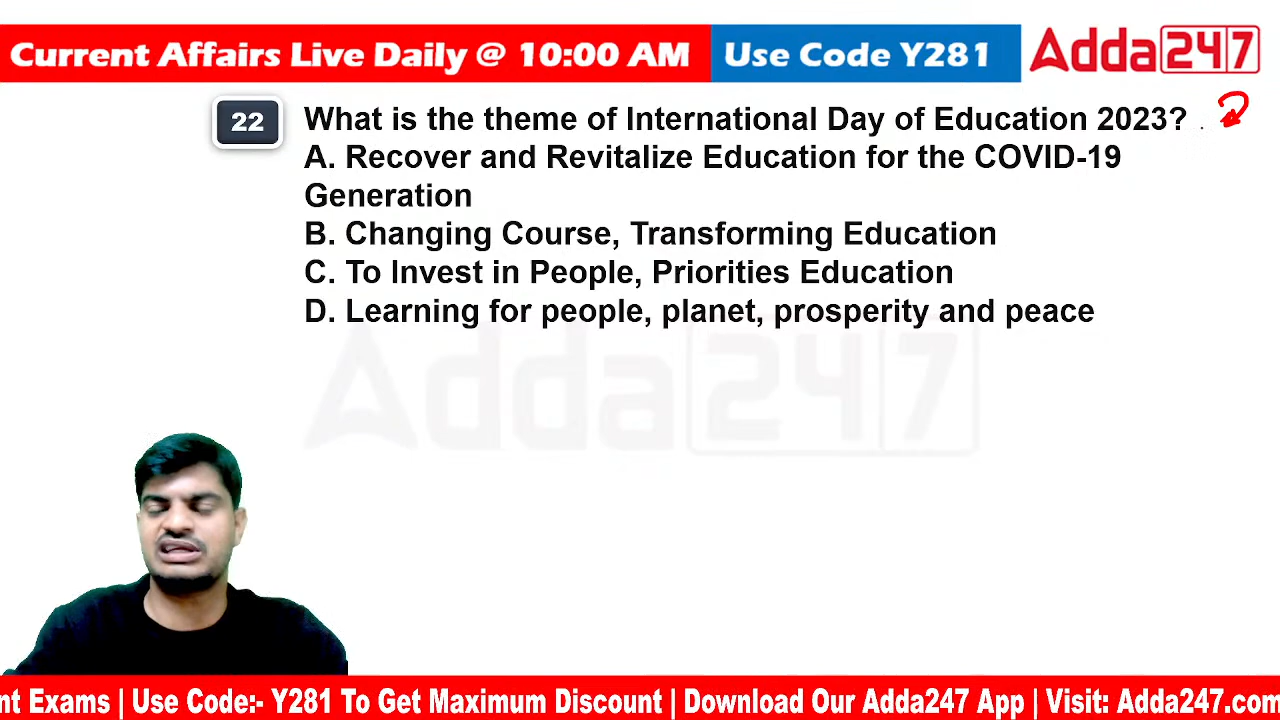 Current Affairs Live Daily @ 10:00 AM
Use Code Y281
Adda247
22
What is the theme of International Day of Education 2023?
A. Recover and Revitalize Education for the COVID-19
Generation
B. Changing Course, Transforming Education
C. To Invest in People, Priorities Education
D. Learning for people, planet, prosperity and peace
Adda247
nt Exams | Use Code:- Y281 To Get Maximum Discount | Download Our Adda247 App | Visit: Adda247.com